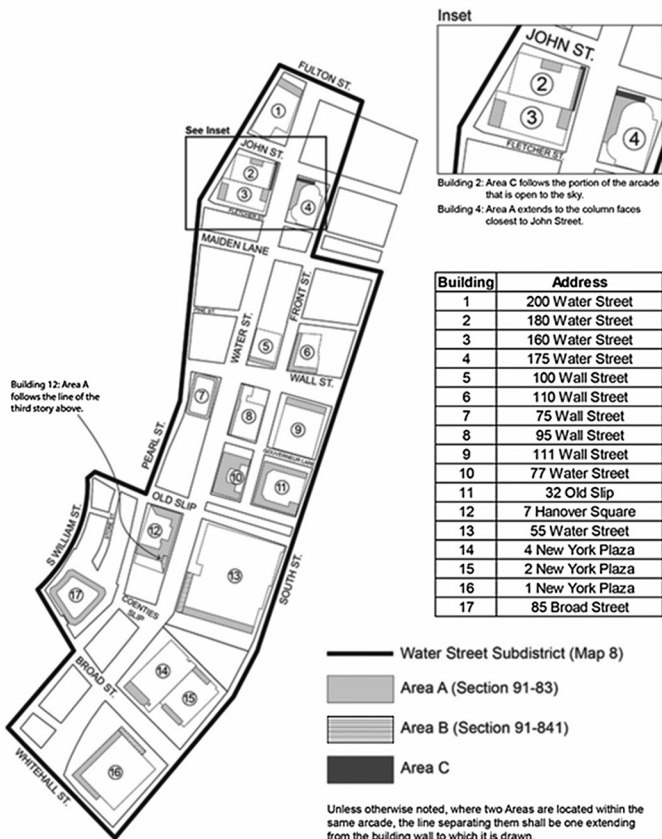 Inset
JOHN ST.
2
3
4
FLETCHER ST.
Building 2: Area C follows the portion of the arcade
that is open to the sky.
Building 4: Area A extends to the column faces
closest to John Street.
FULTON ST.
1
See Inset
JOHN ST.
2
3
4
FLETCHER ST.
MAIDEN LANE
PINE ST.
WATER ST.
FRONT ST.
5
6
WALL ST.
Building 12: Area A
follows the line of the
third story above.
7
8
9
PEARL ST.
GOUVERNEUR LANE
10
11
OLD SLIP
S WILLIAM ST.
12
13
SOUTH ST.
17
COENTIES
SLIP
BROAD ST.
14
15
16
WHITEHALL ST.
Building Address
1 200 Water Street
2 180 Water Street
3 160 Water Street
4 175 Water Street
5 100 Wall Street
6 110 Wall Street
7 75 Wall Street
8 95 Wall Street
9 111 Wall Street
10 77 Water Street
11 32 Old Slip
12 7 Hanover Square
13 55 Water Street
14 4 New York Plaza
15 2 New York Plaza
16 1 New York Plaza
17 85 Broad Street
Water Street Subdistrict (Map 8)
Area A (Section 91-83)
Area B (Section 91-841)
Area C
Unless otherwise noted, where two Areas are located within the
same arcade, the line separating them shall be one extending
from the building wall to which it is drawn.